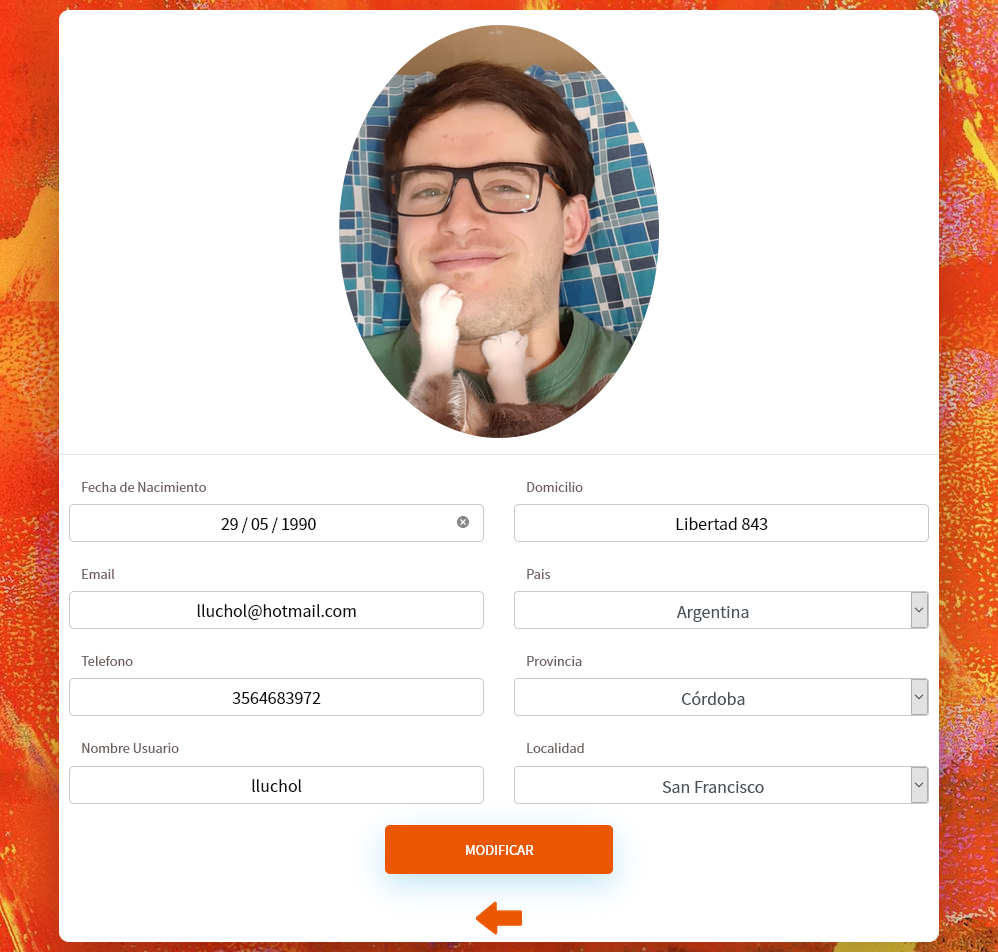 Fecha de Nacimiento
Domicilio
29 / 05 / 1990
Libertad 843
Email
Pais
lluchol@hotmail.com
Argentina
Telefono
Provincia
3564683972
Córdoba
Nombre Usuario
Localidad
lluchol
San Francisco
MODIFICAR